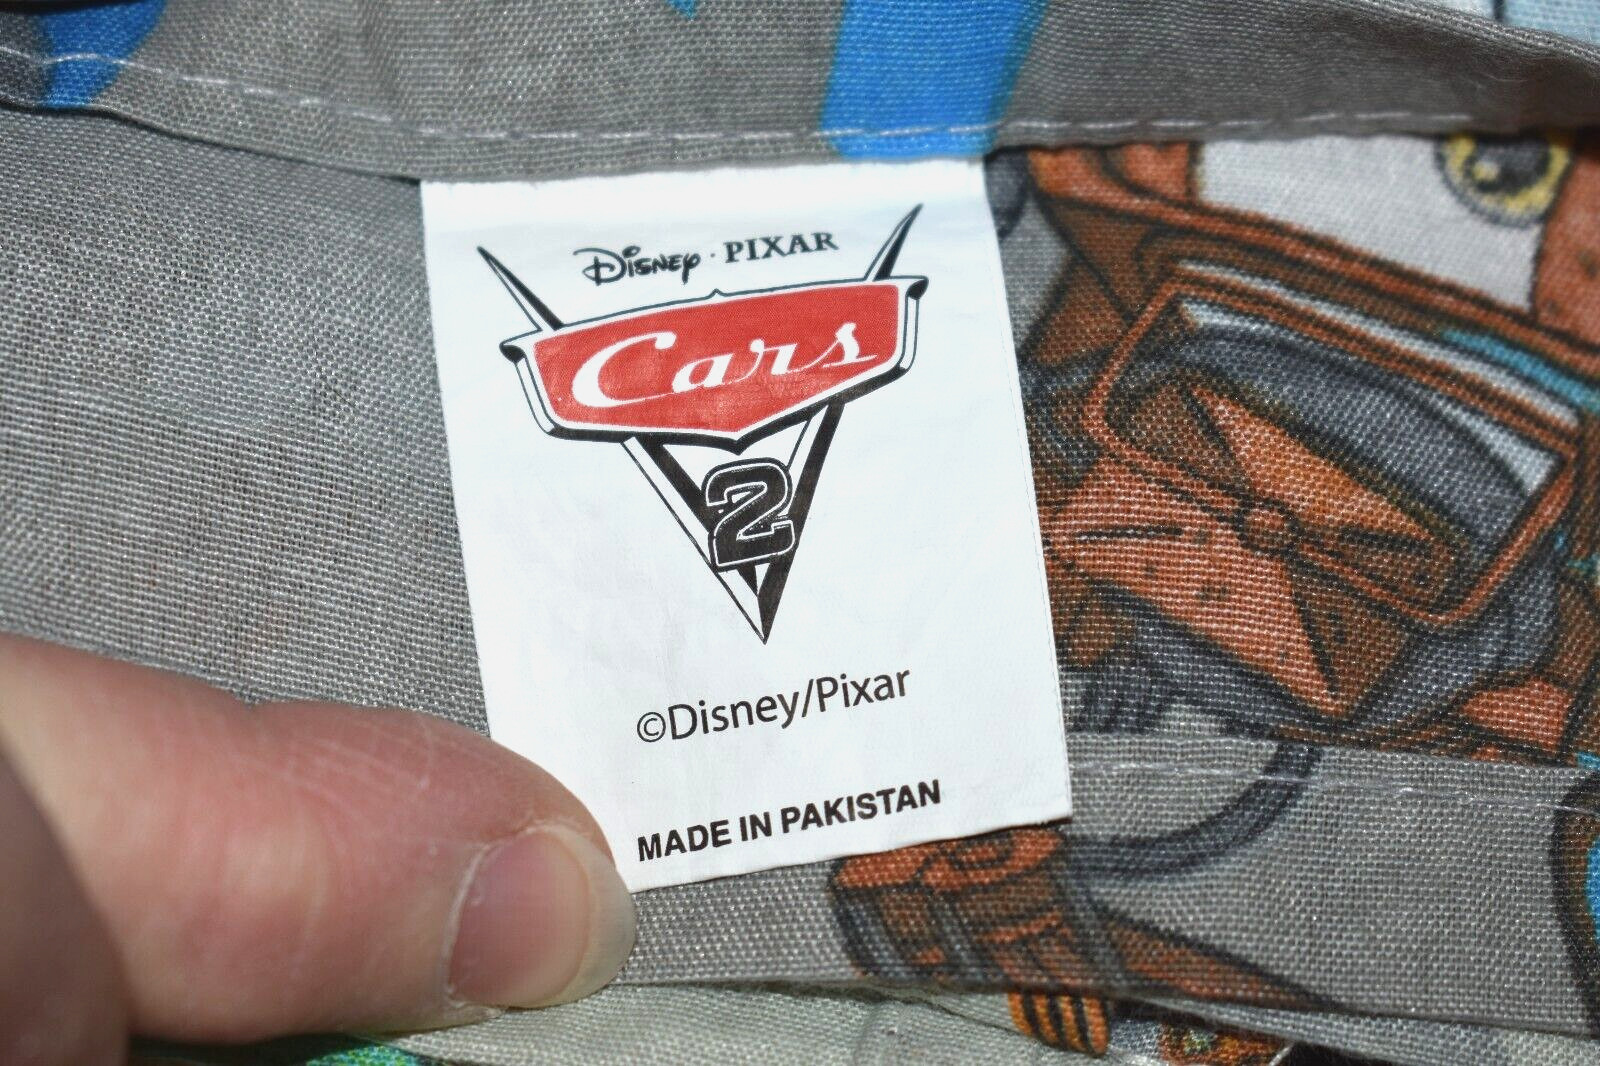 Disney · PIXAR
Cars
2
©Disney/Pixar
MADE IN PAKISTAN